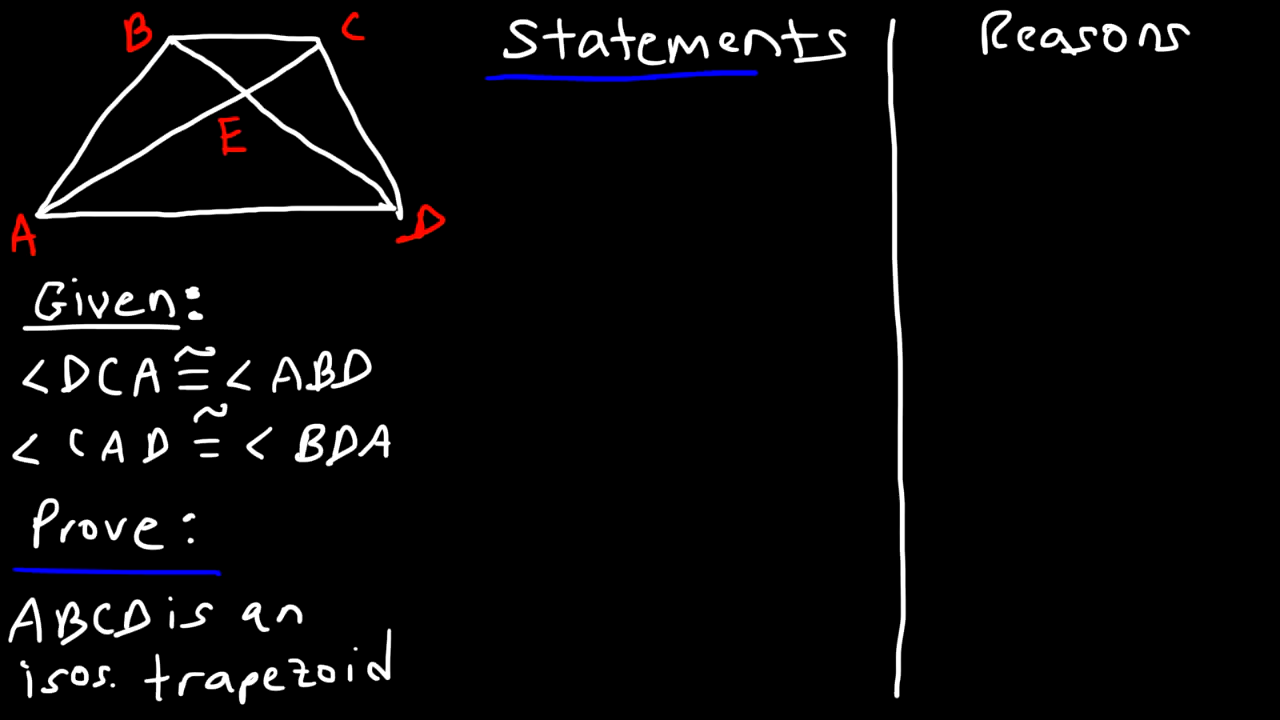 B C Statements Reasons
E
A D
Given:
<DCA ≅ < ABD
< CAD ≅ < BDA
Prove:
ABCD is an
isos. trapezoid